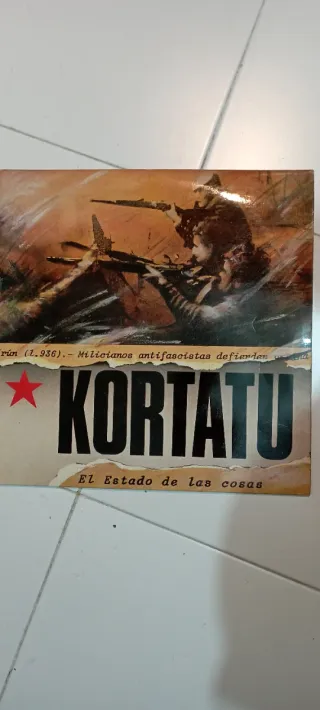 rún (1.936).- Milicianos antifascistas defienden
KORTATU
El Estado de las cosas